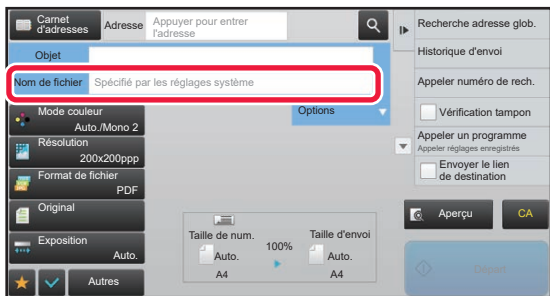 Carnet
d'adresses
Adresse
Appuyer pour entrer
l'adresse
Objet
Nom de fichier
Spécifié par les réglages système
Mode couleur
Auto./Mono 2
Résolution
200x200ppp
Format de fichier
PDF
Original
Exposition
Auto.
Autres
Options
Taille de num.
Auto.
A4
100%
Taille d'envoi
Auto.
A4
Recherche adresse glob.
Historique d'envoi
Appeler numéro de rech.
Vérification tampon
Appeler un programme
Appeler réglages enregistrés
Envoyer le lien
de destination
Aperçu
CA
Départ